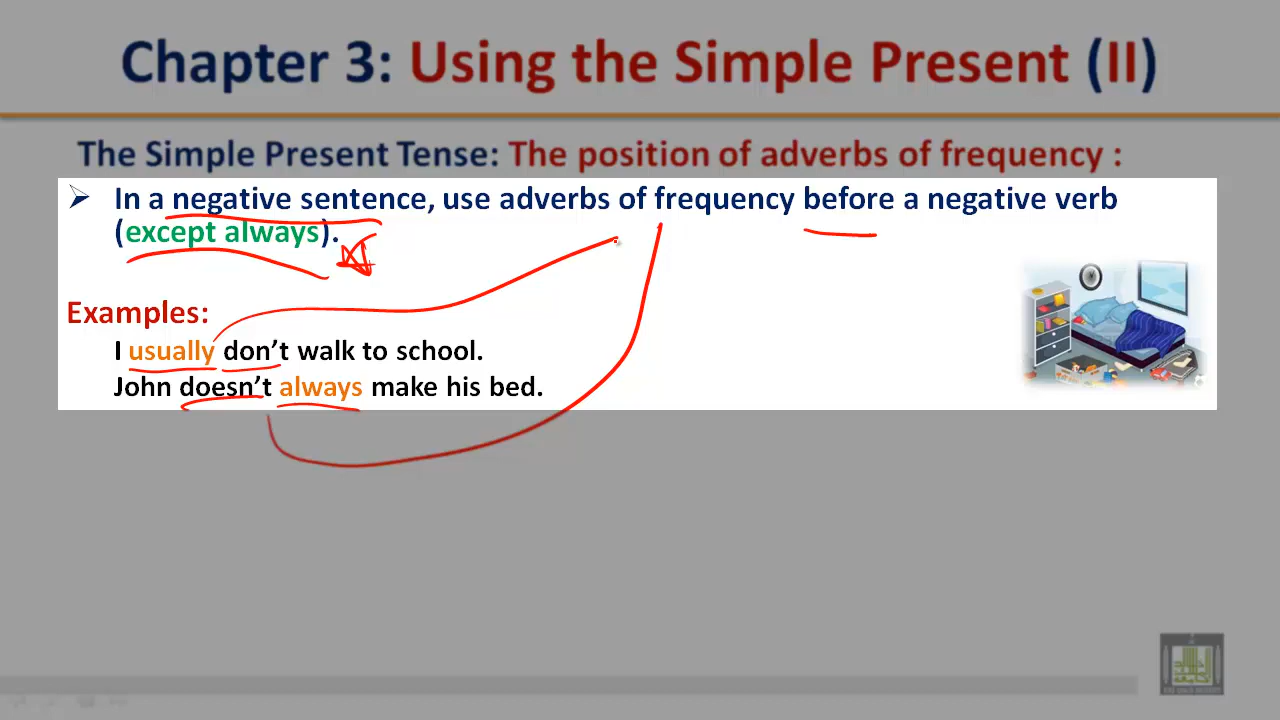 Chapter 3: Using the Simple Present (II)
The Simple Present Tense: The position of adverbs of frequency :
➢ In a negative sentence, use adverbs of frequency before a negative verb
(except always).
Examples:
I usually don't walk to school.
John doesn't always make his bed.